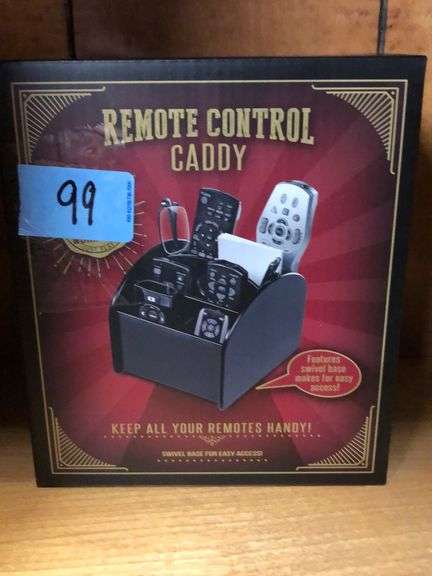 REMOTE CONTROL
CADDY
99
Features
swivel base
makes for easy
access!
KEEP ALL YOUR REMOTES HANDY!
SWIVEL BASE FOR EASY ACCESS!